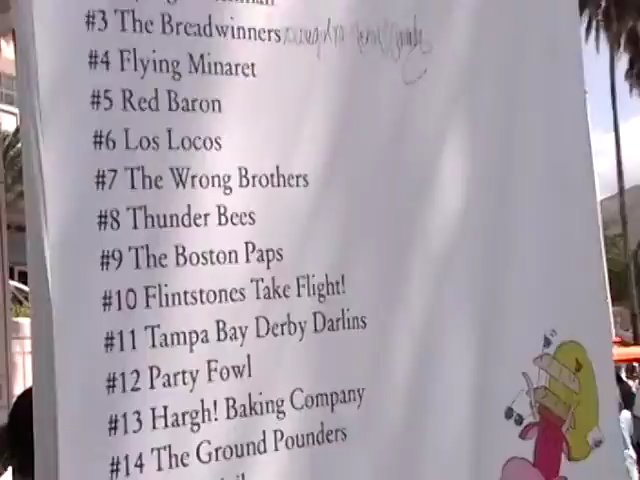 #3 The Breadwinners
#4 Flying Minaret
#5 Red Baron
#6 Los Locos
#7 The Wrong Brothers
#8 Thunder Bees
#9 The Boston Paps
#10 Flintstones Take Flight!
#11 Tampa Bay Derby Darlins
#12 Party Fowl
#13 Hargh! Baking Company
#14 The Ground Pounders